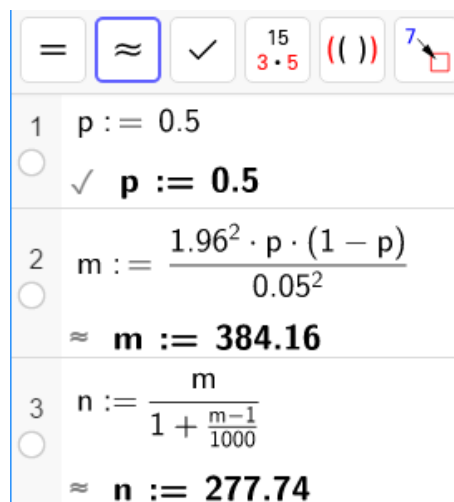 = ≈ ✓ 15 3 · 5 (( )) 7
1 p := 0.5
✓ p := 0.5
2 m := 1.96² · p · (1 − p) / 0.05²
≈ m := 384.16
3 n := m / 1 + m−1 / 1000
≈ n := 277.74